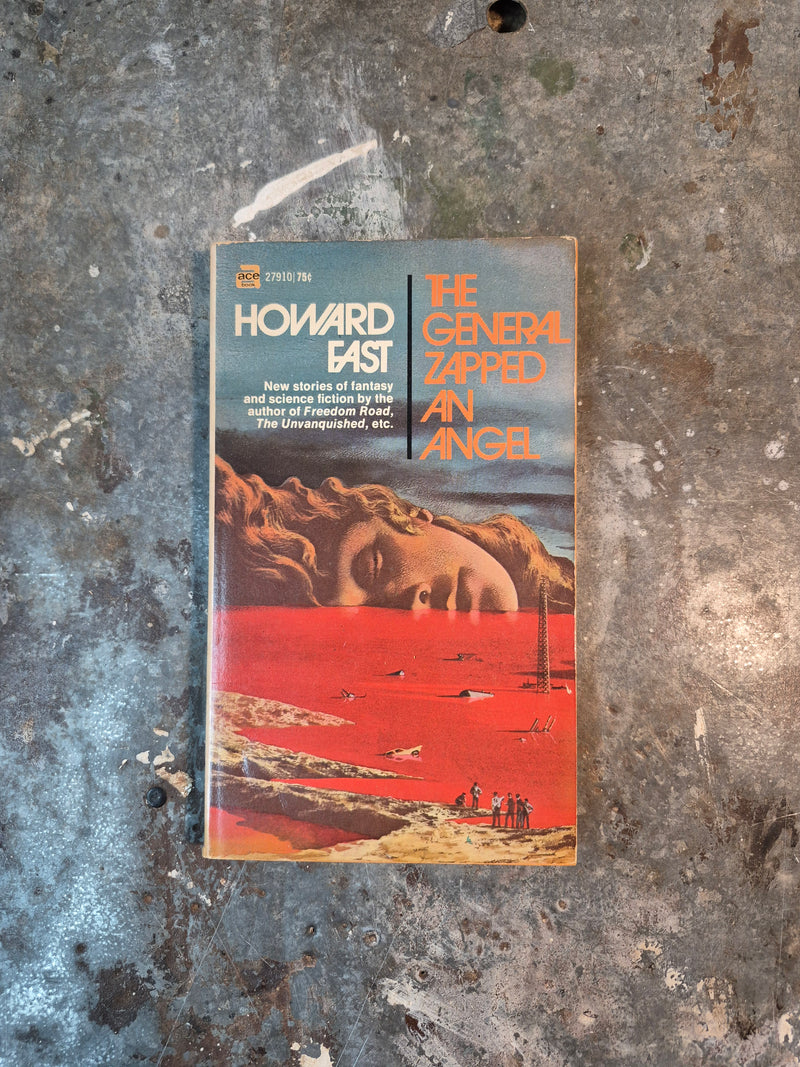 ace
book
27910|75¢
HOWARD
FAST
New stories of fantasy
and science fiction by the
author of Freedom Road,
The Unvanquished, etc.
THE
GENERAL
ZAPPED
AN
ANGEL